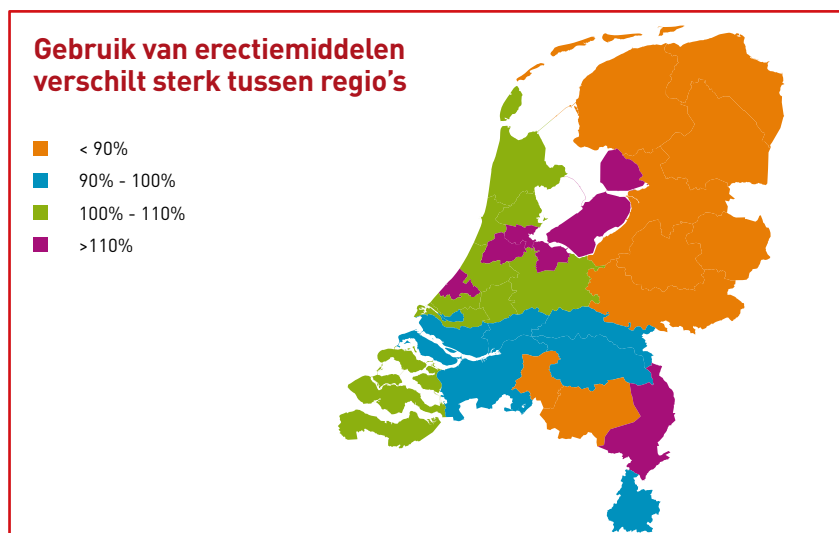 Gebruik van erectiemiddelen
verschilt sterk tussen regio's
< 90%
90% - 100%
100% - 110%
>110%